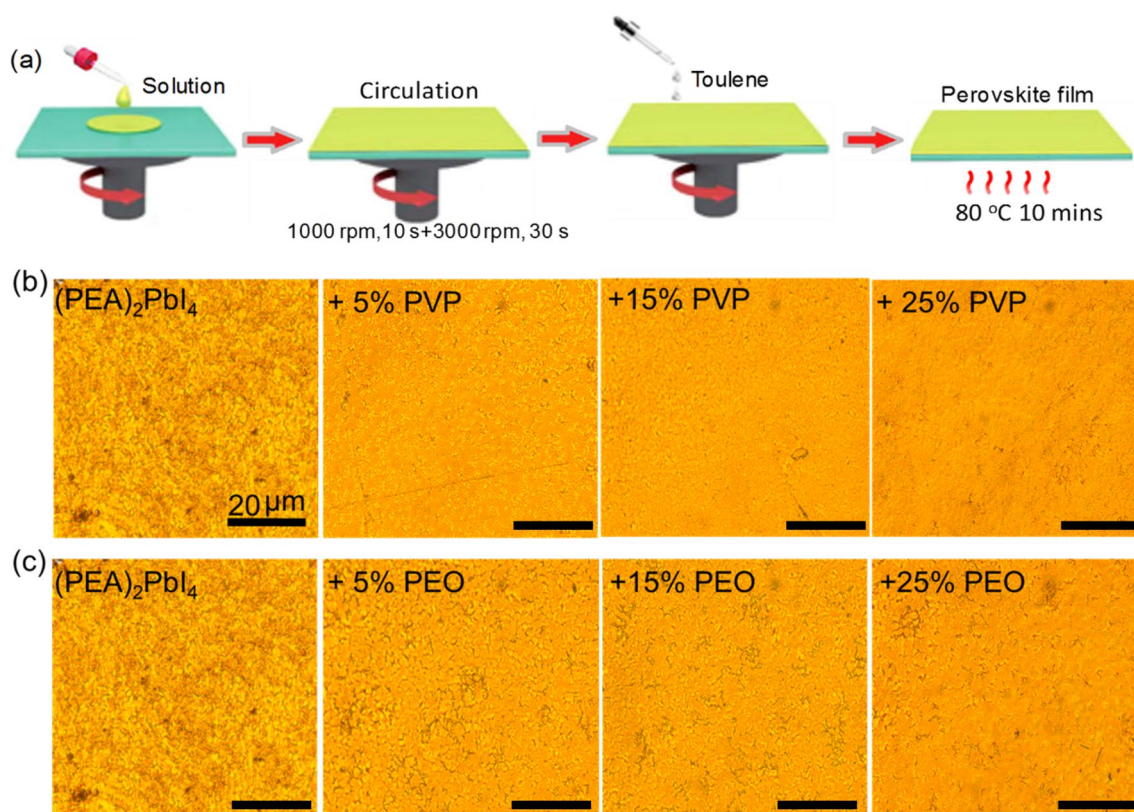 (a)
Solution
Circulation
Toulene
Perovskite film
1000 rpm, 10 s+3000 rpm, 30 s
80 °C 10 mins
(b)
(PEA)₂PbI₄
+ 5% PVP
+15% PVP
+ 25% PVP
20 µm
(c)
(PEA)₂PbI₄
+ 5% PEO
+15% PEO
+25% PEO